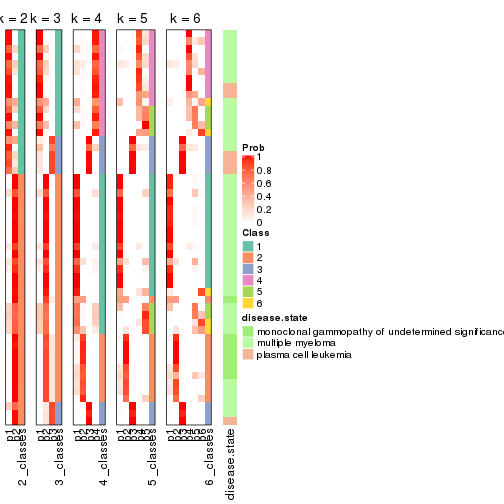 k = 2 k = 3 k = 4 k = 5 k = 6
Prob
1
0.8
0.6
0.4
0.2
0
Class
1
2
3
4
5
6
disease.state
monoclonal gammopathy of undetermined significance
multiple myeloma
plasma cell leukemia
p1 p2 2_classes p1 p2 p3 3_classes p1 p2 p3 p4 4_classes p1 p2 p3 p4 p5 5_classes p1 p2 p3 p4 p5 p6 6_classes disease.state